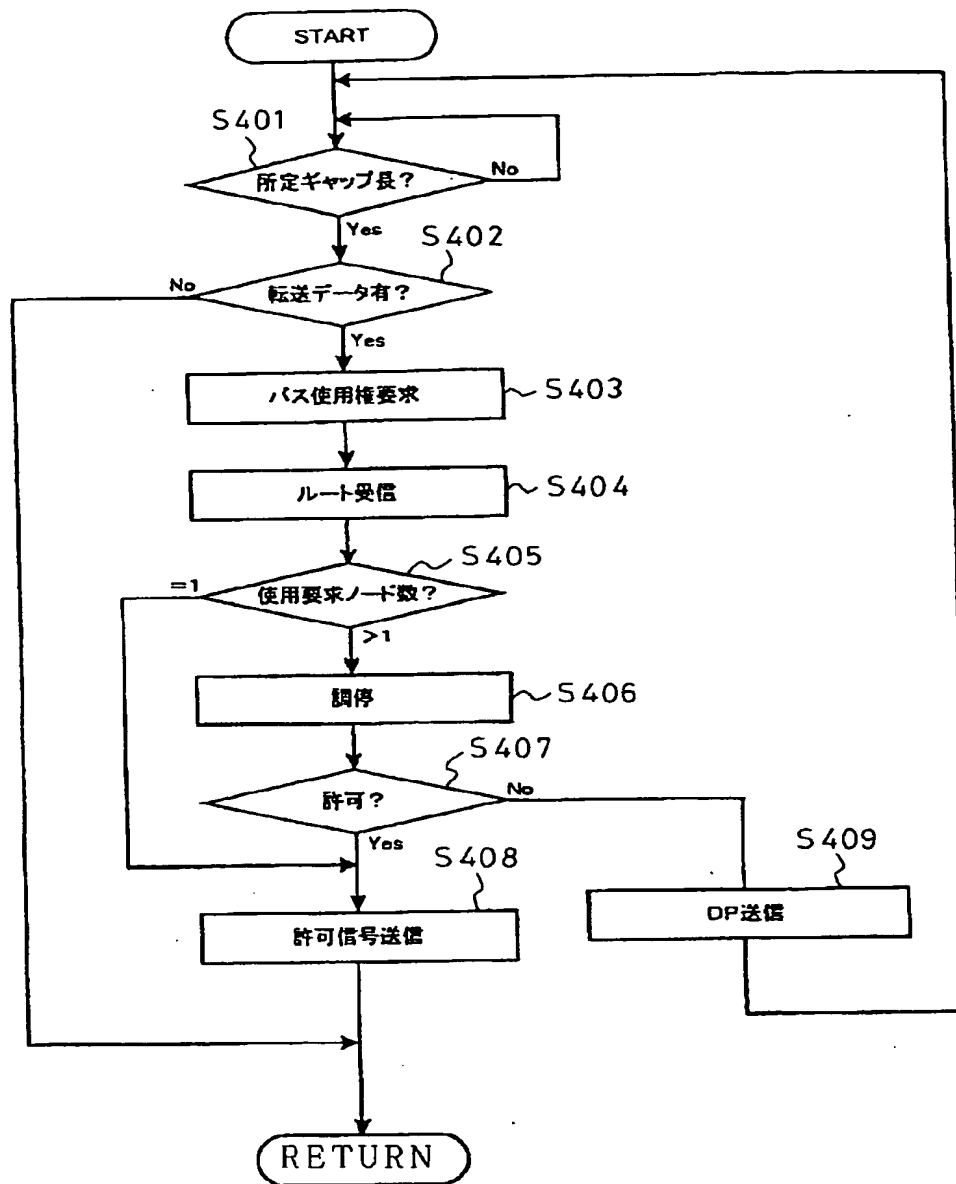 START
S401
所定ギャップ長?
No
Yes
S402
転送データ有?
No
Yes
バス使用権要求
S403
ルート受信
S404
S405
使用要求ノード数?
=1
>1
調停
S406
S407
許可?
No
Yes
S408
許可信号送信
S409
DP送信
RETURN